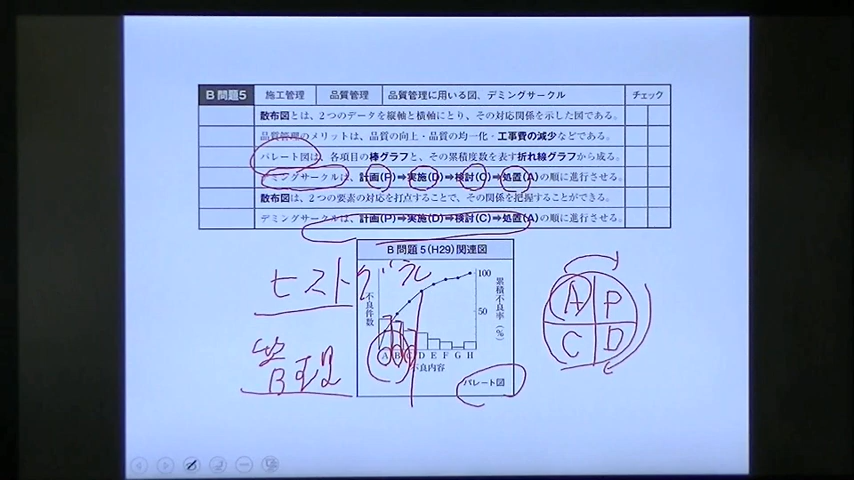 B 問題5 施工管理 品質管理 品質管理に用いる図、デミングサークル チェック
散布図とは、2つのデータを縦軸と横軸にとり、その対応関係を示した図である。
品質管理のメリットは、品質の向上・品質の均一化・工事費の減少などである。
パレート図は、各項目の棒グラフと、その累積度数を表す折れ線グラフから成る。
デミングサークルは、計画(P)⇒実施(D)⇒検討(C)⇒処置(A)の順に進行させる。
散布図は、2つの要素の対応を打点することで、その関係を把握することができる。
デミングサークルは、計画(P)⇒実施(D)⇒検討(C)⇒処置(A)の順に進行させる。
B 問題5(H29)関連図
ヒストグラム
100
50
不良件数
累積不良率(%)
A B C D E F G H
不良内容
パレート図
管理
A P
C D